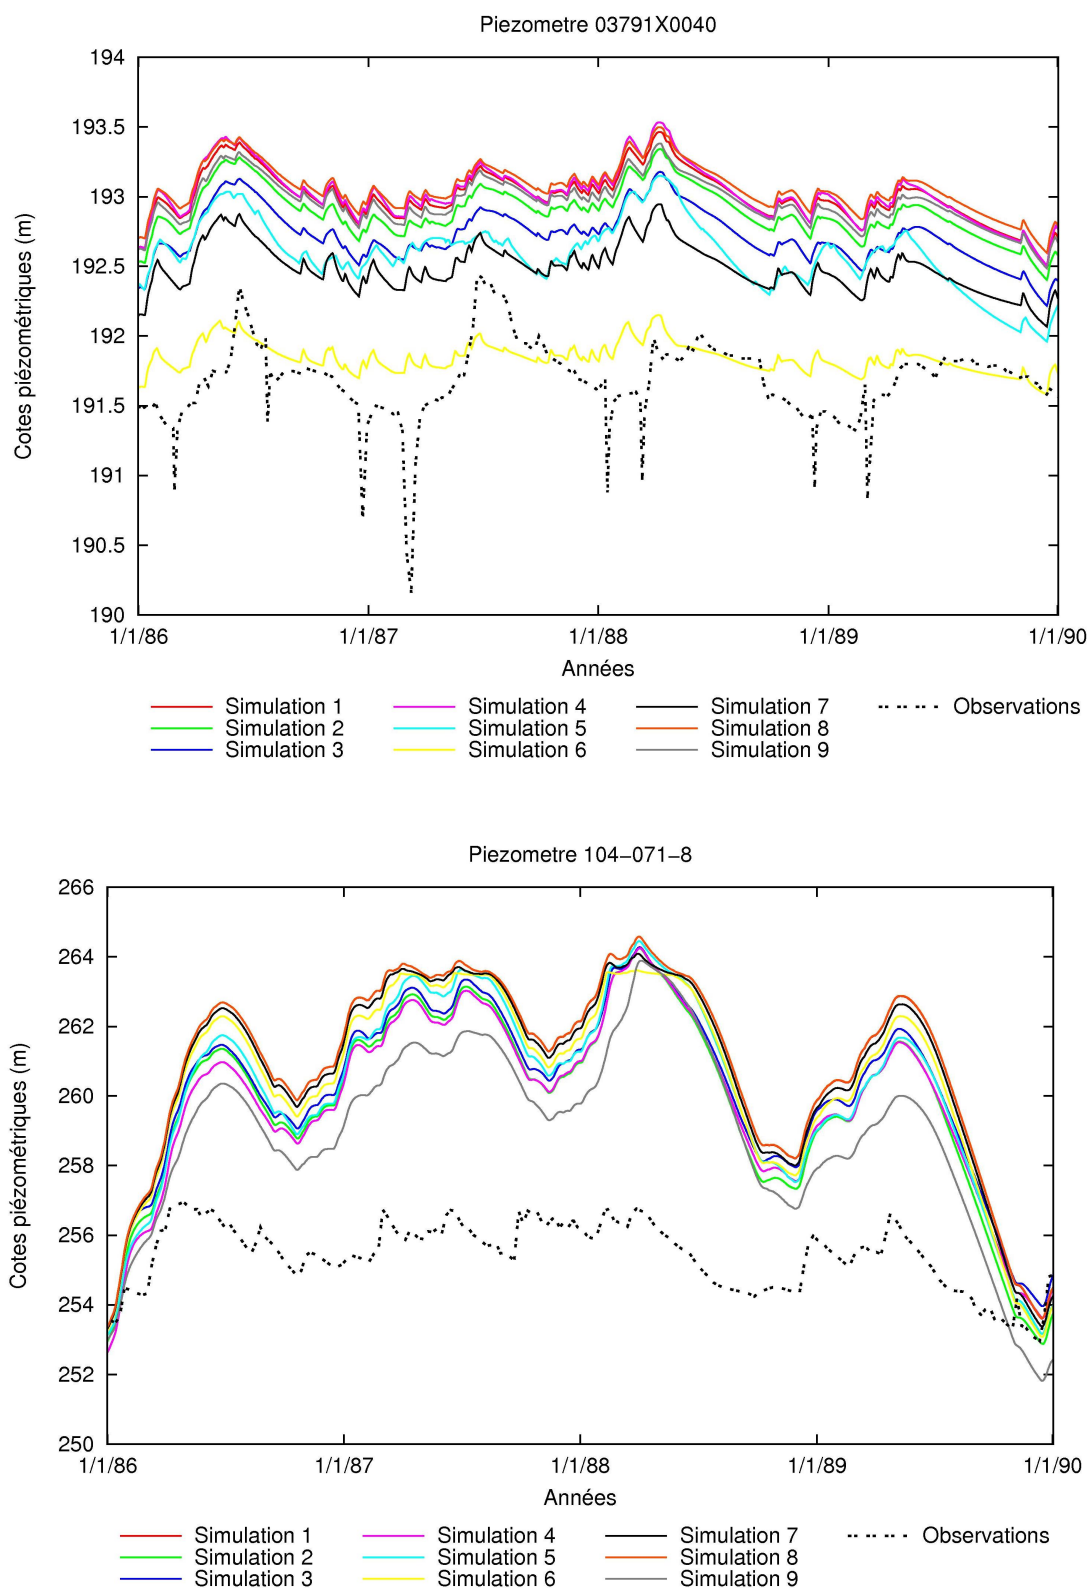 Piezometre 03791X0040
194
193.5
193
192.5
192
191.5
191
190.5
190
Cotes piézométriques (m)
1/1/86 1/1/87 1/1/88 1/1/89 1/1/90
Années
Simulation 1 Simulation 4 Simulation 7 Observations
Simulation 2 Simulation 5 Simulation 8
Simulation 3 Simulation 6 Simulation 9
Piezometre 104−071−8
266
264
262
260
258
256
254
252
250
Cotes piézométriques (m)
1/1/86 1/1/87 1/1/88 1/1/89 1/1/90
Années
Simulation 1 Simulation 4 Simulation 7 Observations
Simulation 2 Simulation 5 Simulation 8
Simulation 3 Simulation 6 Simulation 9